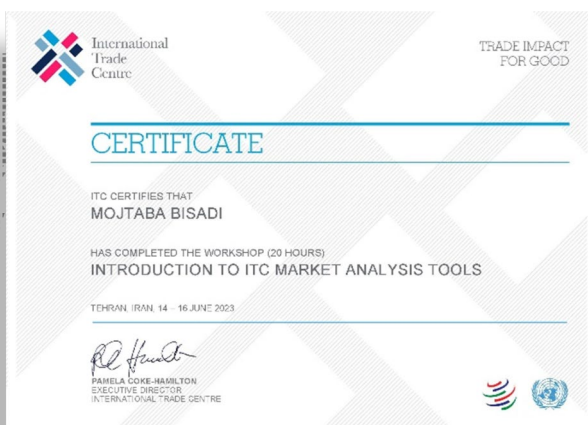 International
Trade
Centre
TRADE IMPACT
FOR GOOD
CERTIFICATE
ITC CERTIFIES THAT
MOJTABA BISADI
HAS COMPLETED THE WORKSHOP (20 HOURS)
INTRODUCTION TO ITC MARKET ANALYSIS TOOLS
TEHRAN, IRAN, 14 – 16 JUNE 2023
PAMELA COKE-HAMILTON
EXECUTIVE DIRECTOR
INTERNATIONAL TRADE CENTRE